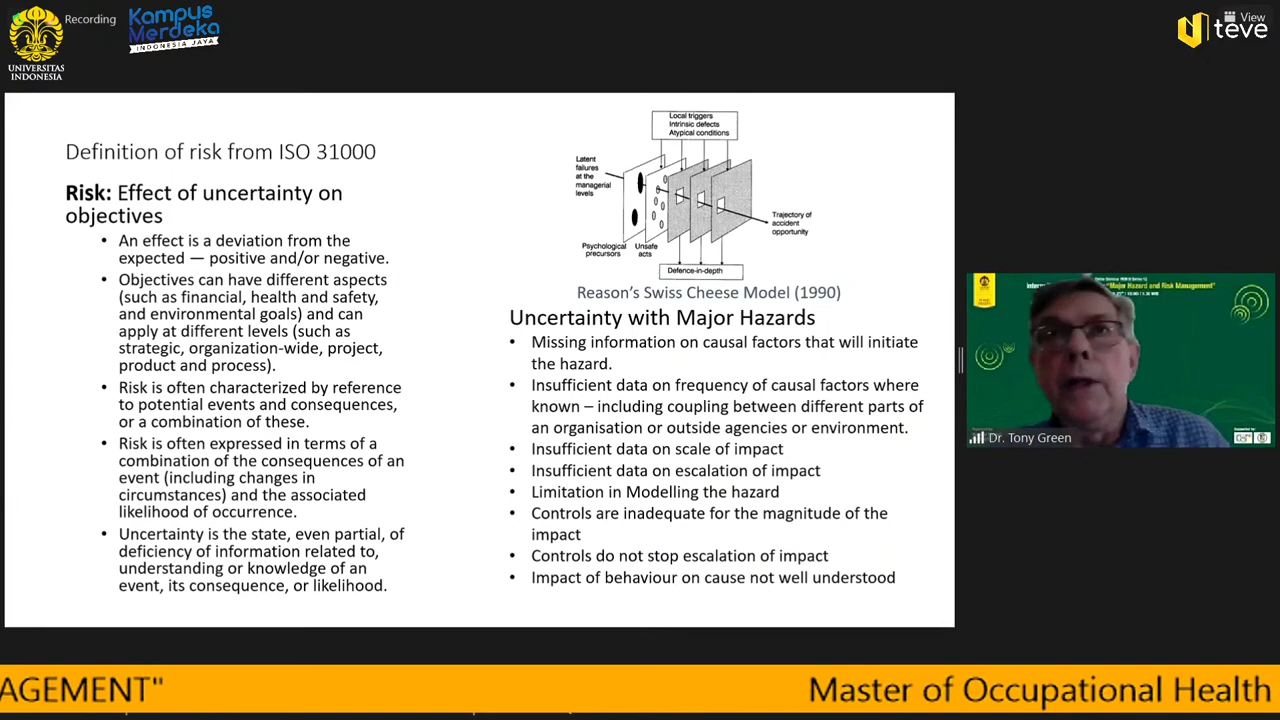 Recording
UNIVERSITAS
INDONESIA
Kampus
Merdeka
INDONESIA JAYA
View
teve
Definition of risk from ISO 31000
Risk: Effect of uncertainty on
objectives
• An effect is a deviation from the
expected — positive and/or negative.
• Objectives can have different aspects
(such as financial, health and safety,
and environmental goals) and can
apply at different levels (such as
strategic, organization-wide, project,
product and process).
• Risk is often characterized by reference
to potential events and consequences,
or a combination of these.
• Risk is often expressed in terms of a
combination of the consequences of an
event (including changes in
circumstances) and the associated
likelihood of occurrence.
• Uncertainty is the state, even partial, of
deficiency of information related to,
understanding or knowledge of an
event, its consequence, or likelihood.
Local triggers
Intrinsic defects
Atypical conditions
Latent
failures
at the
managerial
levels
Trajectory of
accident
opportunity
Psychological
precursors
Unsafe
acts
Defence-in-depth
Reason's Swiss Cheese Model (1990)
Uncertainty with Major Hazards
• Missing information on causal factors that will initiate
the hazard.
• Insufficient data on frequency of causal factors where
known – including coupling between different parts of
an organisation or outside agencies or environment.
• Insufficient data on scale of impact
• Insufficient data on escalation of impact
• Limitation in Modelling the hazard
• Controls are inadequate for the magnitude of the
impact
• Controls do not stop escalation of impact
• Impact of behaviour on cause not well understood
"Major Hazard and Risk Management"
Dr. Tony Green
AGEMENT"
Master of Occupational Health